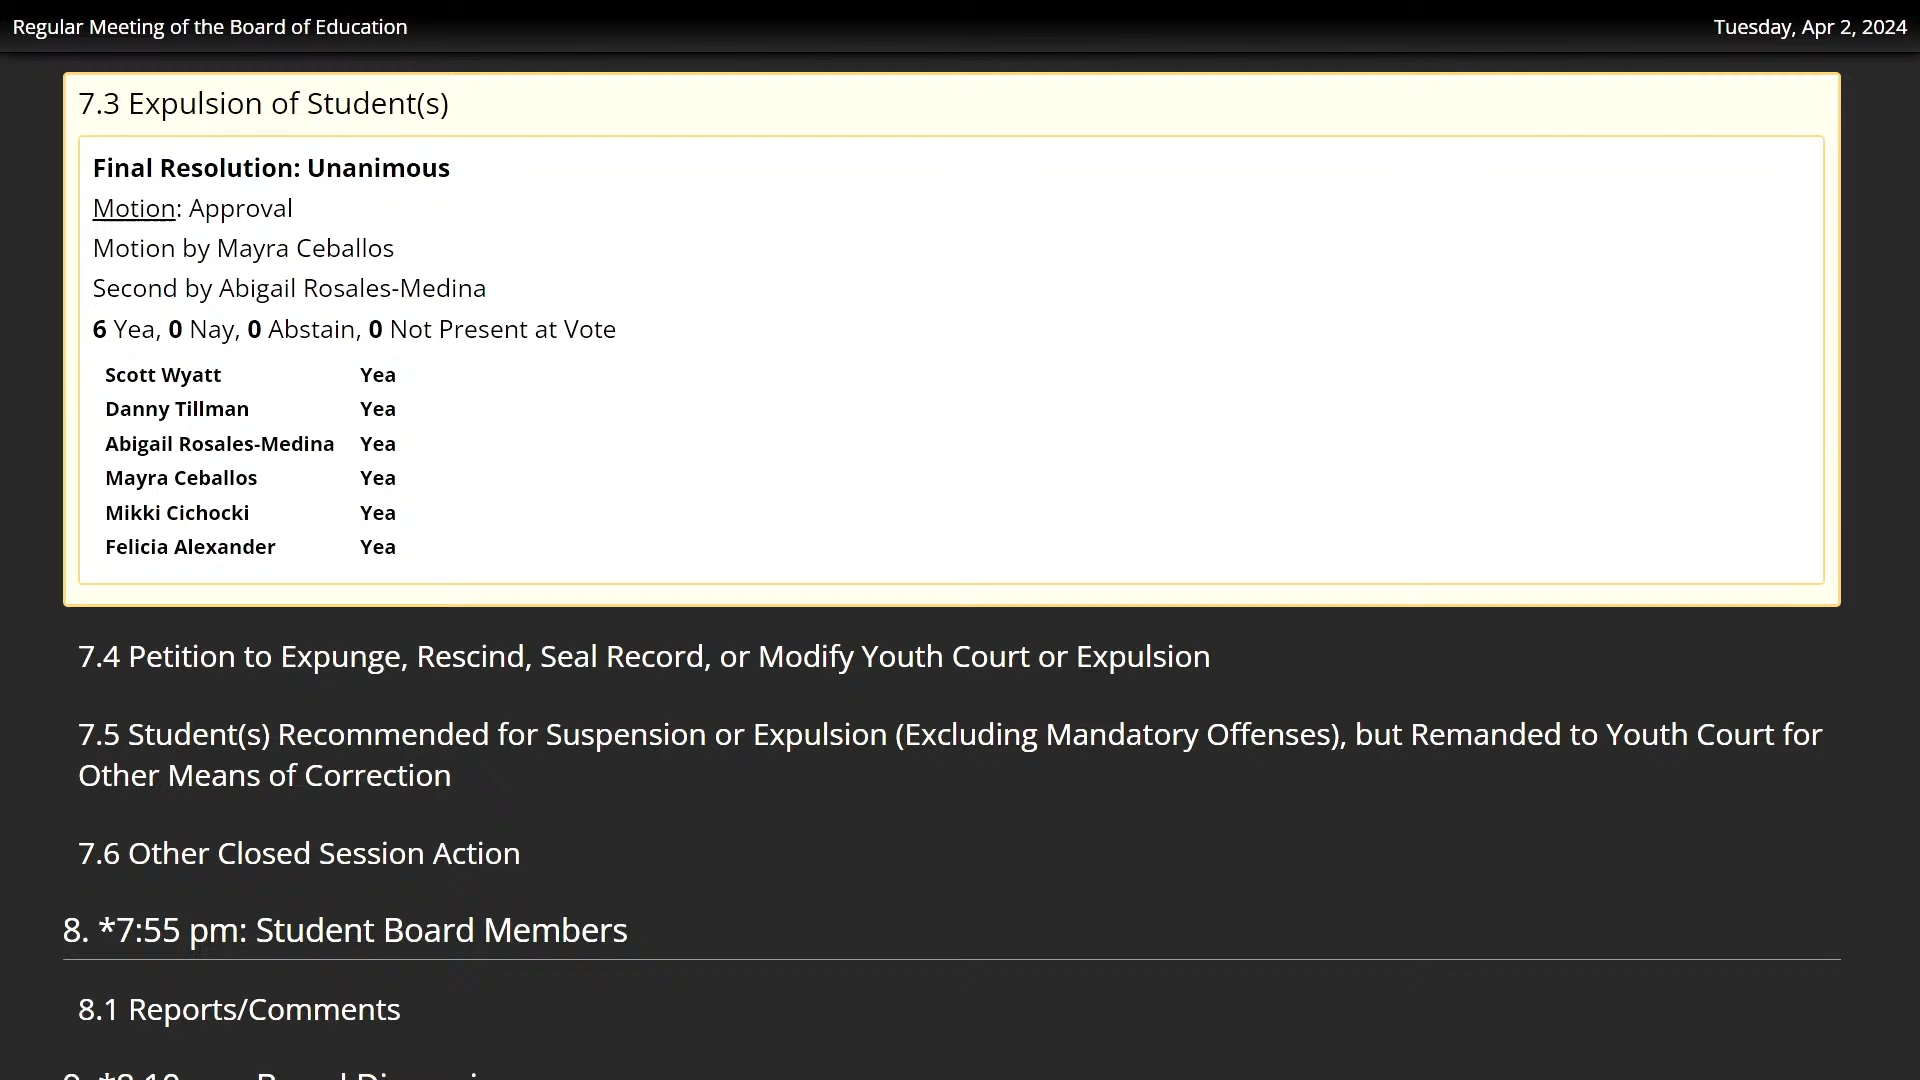 Regular Meeting of the Board of Education
Tuesday, Apr 2, 2024
7.3 Expulsion of Student(s)
Final Resolution: Unanimous
Motion: Approval
Motion by Mayra Ceballos
Second by Abigail Rosales-Medina
6 Yea, 0 Nay, 0 Abstain, 0 Not Present at Vote
Scott Wyatt Yea
Danny Tillman Yea
Abigail Rosales-Medina Yea
Mayra Ceballos Yea
Mikki Cichocki Yea
Felicia Alexander Yea
7.4 Petition to Expunge, Rescind, Seal Record, or Modify Youth Court or Expulsion
7.5 Student(s) Recommended for Suspension or Expulsion (Excluding Mandatory Offenses), but Remanded to Youth Court for
Other Means of Correction
7.6 Other Closed Session Action
8. *7:55 pm: Student Board Members
8.1 Reports/Comments